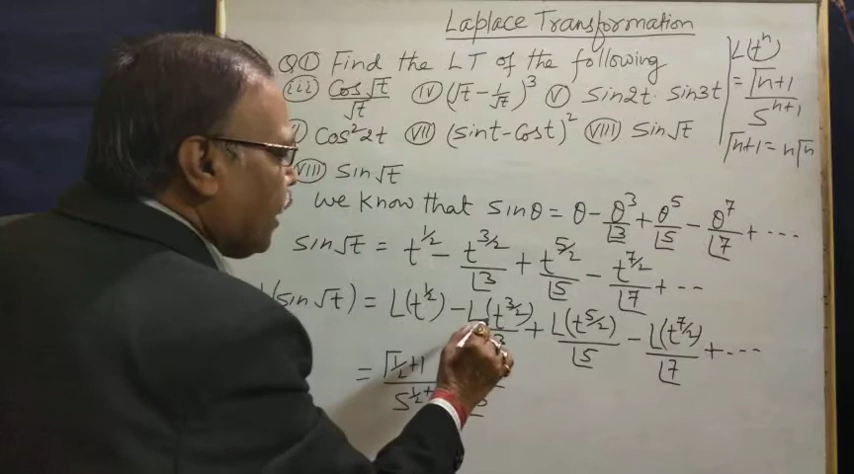 Laplace Transformation
Q① Find the LT of the following
(iii) Cos√t / √t (iv) (√t - 1/√t)³ (v) Sin2t · Sin3t
Cos²2t (vii) (sint - Cost)² (viii) Sin√t
L(tⁿ)
= Γn+1 / Sⁿ⁺¹
Γn+1 = nΓn
(viii) Sin√t
we know that Sinθ = θ - θ³/⌊3 + θ⁵/⌊5 - θ⁷/⌊7 + ---
Sin√t = t^1/2 - t^3/2/⌊3 + t^5/2/⌊5 - t^7/2/⌊7 + ---
(Sin√t) = L(t^1/2) - L(t^3/2)/3 + L(t^5/2)/⌊5 - L(t^7/2)/⌊7 + ---
= Γ1/2+1 / S^1/2+